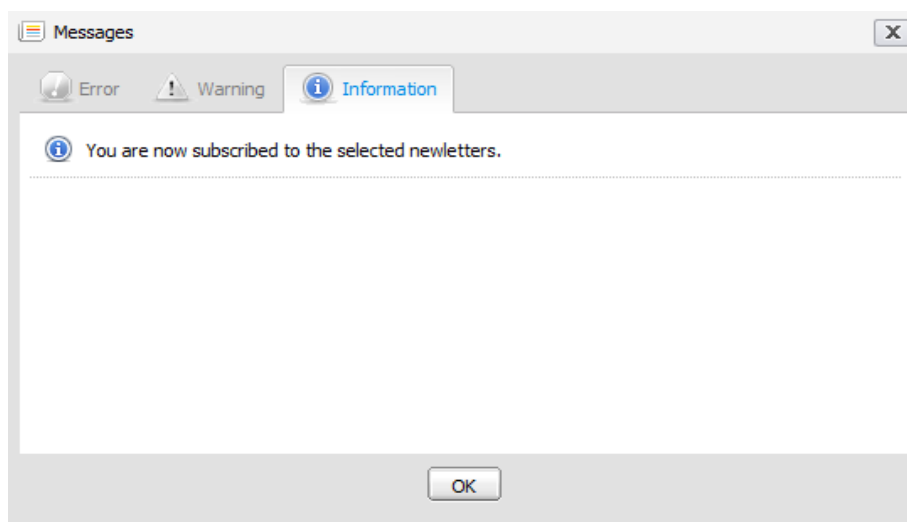 Messages
Error Warning Information
You are now subscribed to the selected newletters.
OK